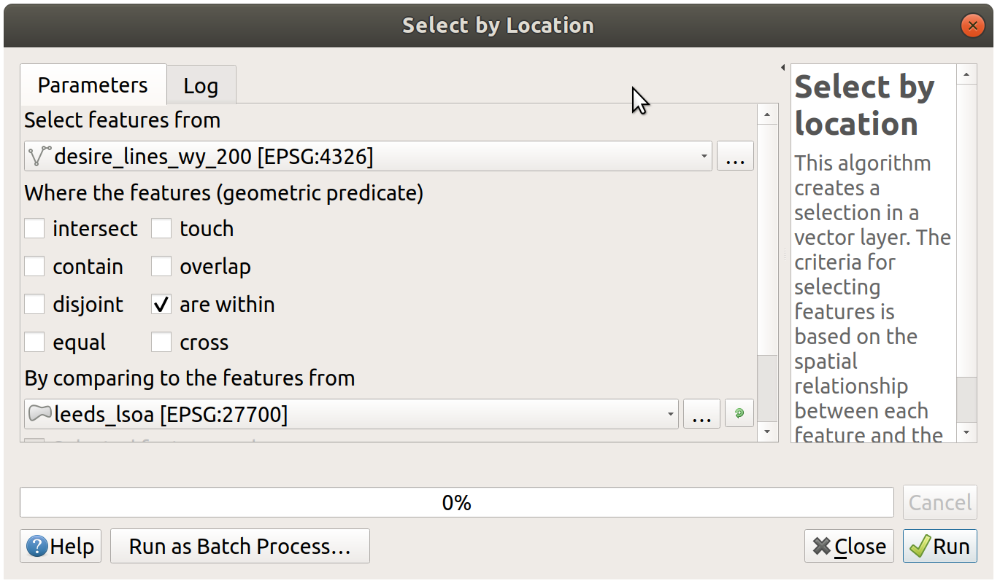 Select by Location
Parameters
Log
Select features from
desire_lines_wy_200 [EPSG:4326]
...
Where the features (geometric predicate)
intersect
touch
contain
overlap
disjoint
are within
equal
cross
By comparing to the features from
leeds_lsoa [EPSG:27700]
...
Select by
location
This algorithm
creates a
selection in a
vector layer. The
criteria for
selecting
features is
based on the
spatial
relationship
between each
feature and the
0%
Cancel
Help
Run as Batch Process...
Close
Run